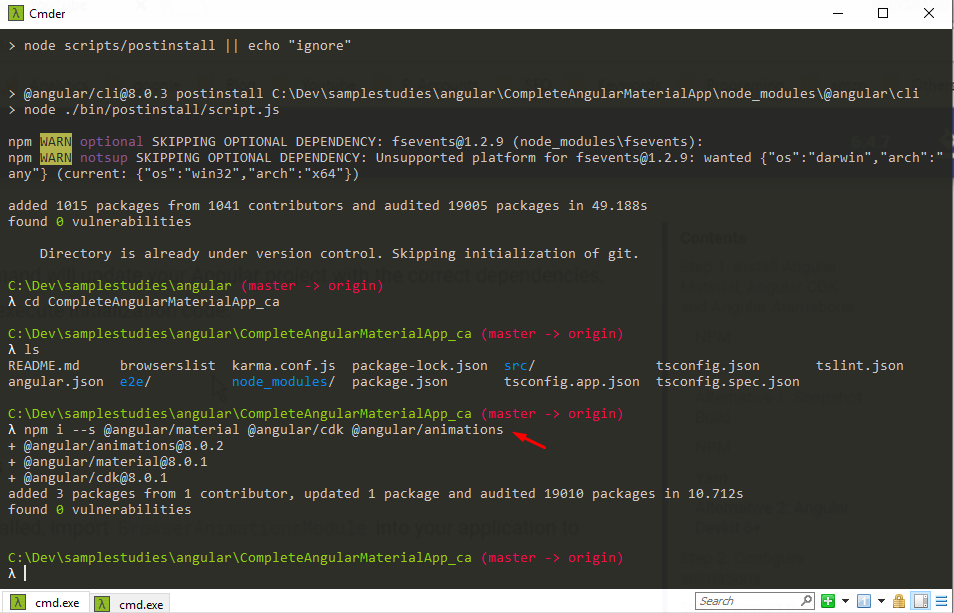 Cmder
> node scripts/postinstall || echo "ignore"
> @angular/cli@8.0.3 postinstall C:\Dev\samplestudies\angular\CompleteAngularMaterialApp\node_modules\@angular\cli
> node ./bin/postinstall/script.js
npm WARN optional SKIPPING OPTIONAL DEPENDENCY: fsevents@1.2.9 (node_modules\fsevents):
npm WARN notsup SKIPPING OPTIONAL DEPENDENCY: Unsupported platform for fsevents@1.2.9: wanted {"os":"darwin","arch":"
any"} (current: {"os":"win32","arch":"x64"})
added 1015 packages from 1041 contributors and audited 19005 packages in 49.188s
found 0 vulnerabilities
Directory is already under version control. Skipping initialization of git.
C:\Dev\samplestudies\angular (master -> origin)
λ cd CompleteAngularMaterialApp_ca
C:\Dev\samplestudies\angular\CompleteAngularMaterialApp_ca (master -> origin)
λ ls
README.md browserslist karma.conf.js package-lock.json src/ tsconfig.json tslint.json
angular.json e2e/ node_modules/ package.json tsconfig.app.json tsconfig.spec.json
C:\Dev\samplestudies\angular\CompleteAngularMaterialApp_ca (master -> origin)
λ npm i --s @angular/material @angular/cdk @angular/animations
+ @angular/animations@8.0.2
+ @angular/material@8.0.1
+ @angular/cdk@8.0.1
added 3 packages from 1 contributor, updated 1 package and audited 19010 packages in 10.712s
found 0 vulnerabilities
C:\Dev\samplestudies\angular\CompleteAngularMaterialApp_ca (master -> origin)
λ
cmd.exe cmd.exe Search